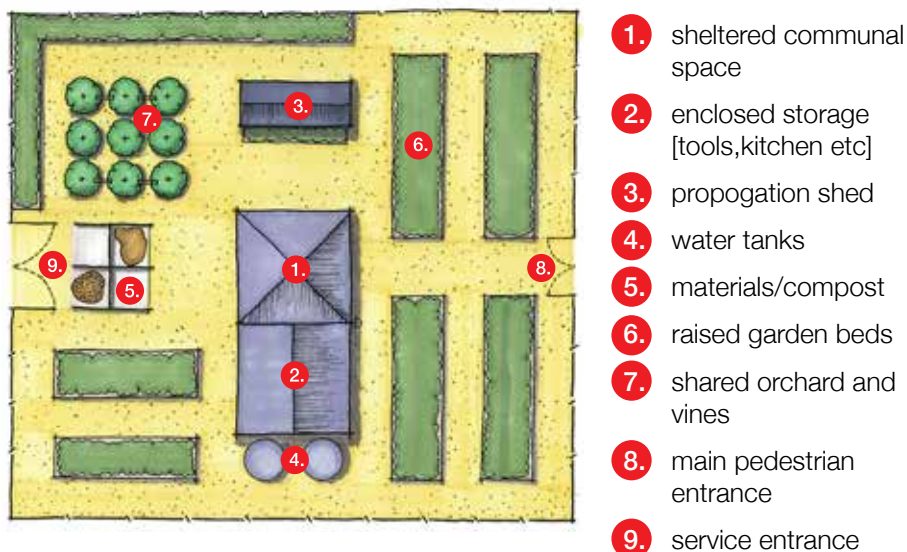 3.
7.
6.
1.
9.
8.
5.
2.
4.
1. sheltered communal
space
2. enclosed storage
[tools,kitchen etc]
3. propogation shed
4. water tanks
5. materials/compost
6. raised garden beds
7. shared orchard and
vines
8. main pedestrian
entrance
9. service entrance